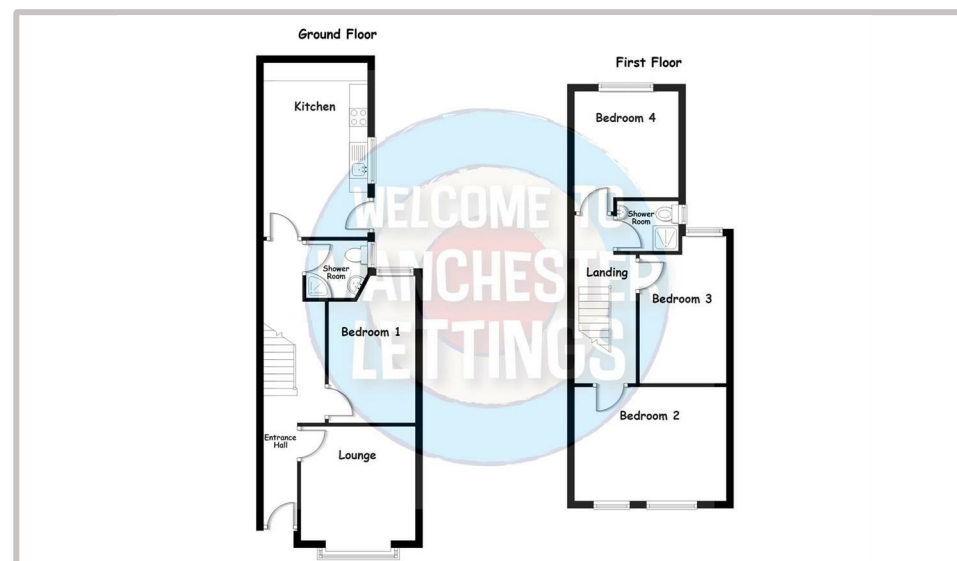 Ground Floor
First Floor
Kitchen
Bedroom 4
WELCOME TO
MANCHESTER
LETTINGS
Shower
Room
Shower
Room
Landing
Bedroom 3
Bedroom 1
Bedroom 2
Entrance
Hall
Lounge